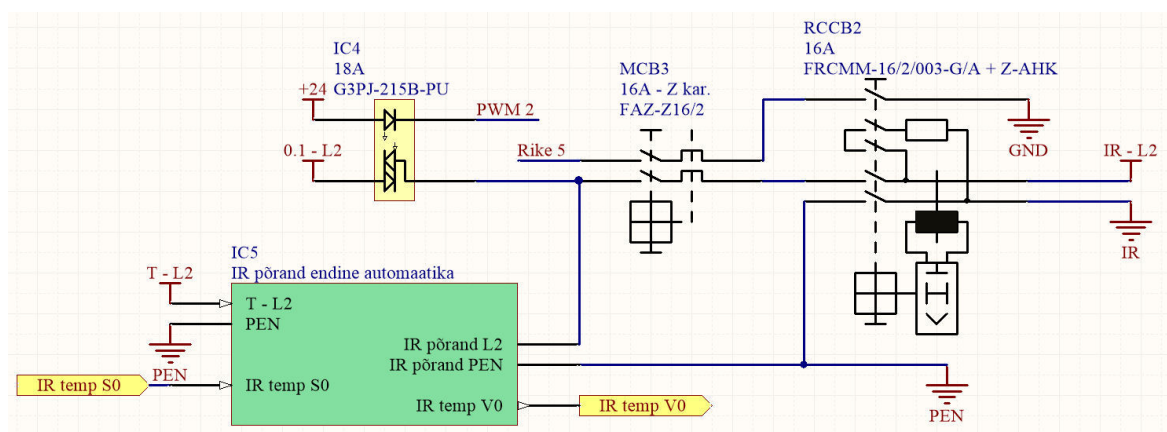 RCCB2
16A
FRCMM-16/2/003-G/A + Z-AHK
IC4
18A
G3PJ-215B-PU
MCB3
16A - Z kar.
FAZ-Z16/2
+24
PWM 2
0.1 - L2
Rike 5
GND
IR - L2
IR
IC5
IR põrand endine automaatika
T - L2
T - L2
PEN
PEN
IR põrand L2
IR põrand PEN
IR temp S0
IR temp S0
IR temp V0
IR temp V0
PEN